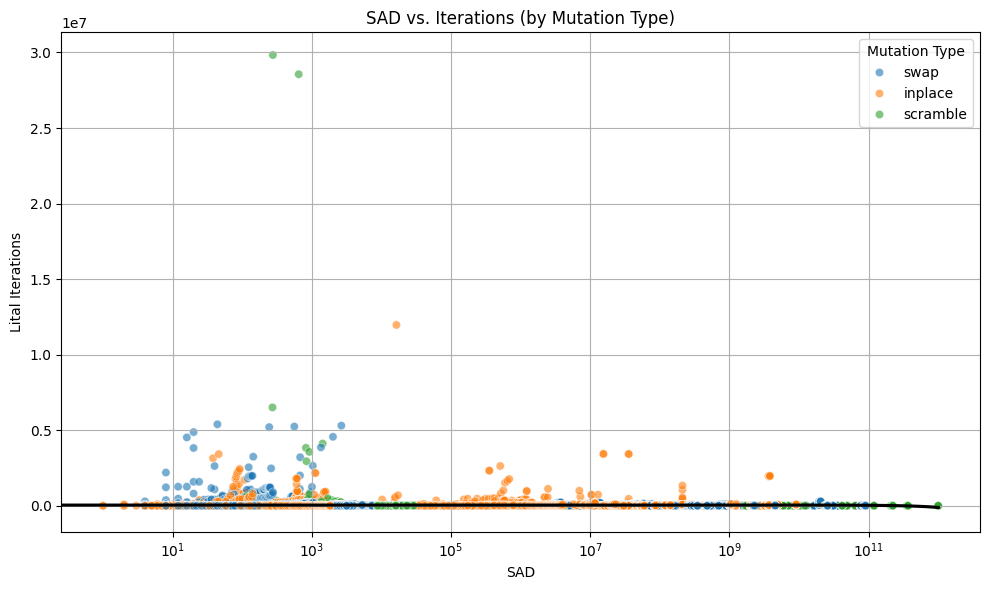 SAD vs. Iterations (by Mutation Type)
1e7
3.0
2.5
2.0
1.5
1.0
0.5
0.0
Lital Iterations
Mutation Type
swap
inplace
scramble
10¹
10³
10⁵
10⁷
10⁹
10¹¹
SAD